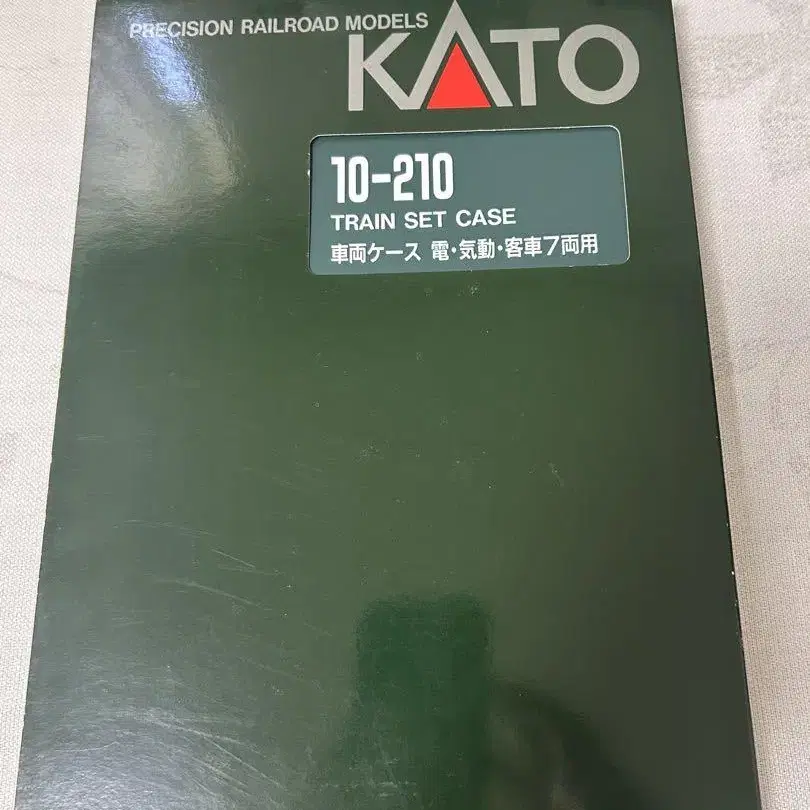 PRECISION RAILROAD MODELS
KATO
10-210
TRAIN SET CASE
車両ケース 電・気動・客車7両用